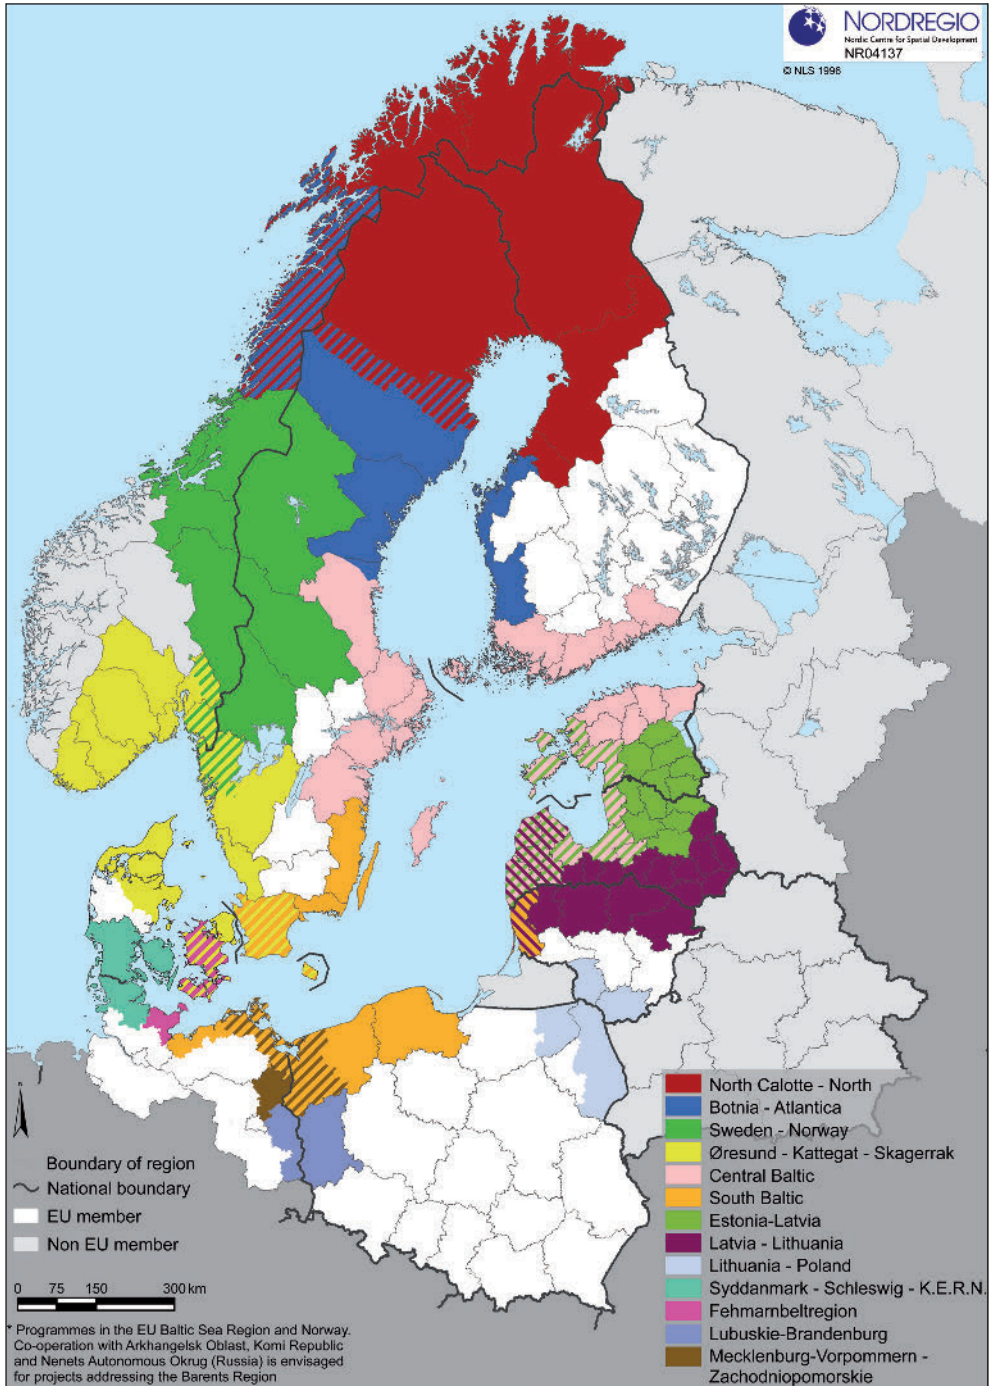 NORDREGIO
Nordic Centre for Spatial Development
NR04137
© NLS 1996
North Calotte - North
Botnia - Atlantica
Sweden - Norway
Øresund - Kattegat - Skagerrak
Central Baltic
South Baltic
Estonia-Latvia
Latvia - Lithuania
Lithuania - Poland
Syddanmark - Schleswig - K.E.R.N.
Fehmarnbeltregion
Lubuskie-Brandenburg
Mecklenburg-Vorpommern -
Zachodniopomorskie
Boundary of region
National boundary
EU member
Non EU member
0 75 150 300 km
* Programmes in the EU Baltic Sea Region and Norway.
Co-operation with Arkhangelsk Oblast, Komi Republic
and Nenets Autonomous Okrug (Russia) is envisaged
for projects addressing the Barents Region